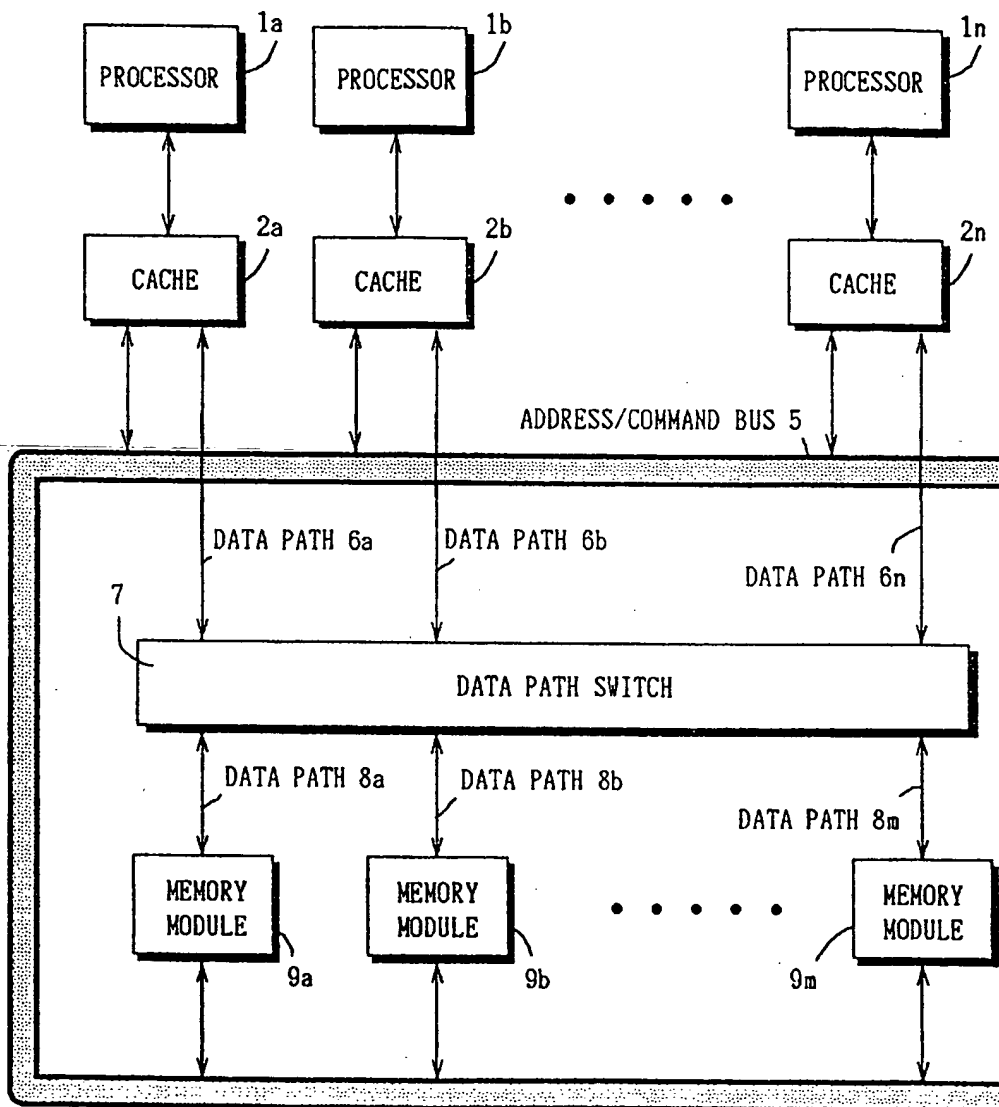 1a
1b
1n
PROCESSOR
PROCESSOR
PROCESSOR
2a
2b
2n
CACHE
CACHE
CACHE
ADDRESS/COMMAND BUS 5
DATA PATH 6a
DATA PATH 6b
DATA PATH 6n
7
DATA PATH SWITCH
DATA PATH 8a
DATA PATH 8b
DATA PATH 8m
MEMORY
MODULE
MEMORY
MODULE
MEMORY
MODULE
9a
9b
9m